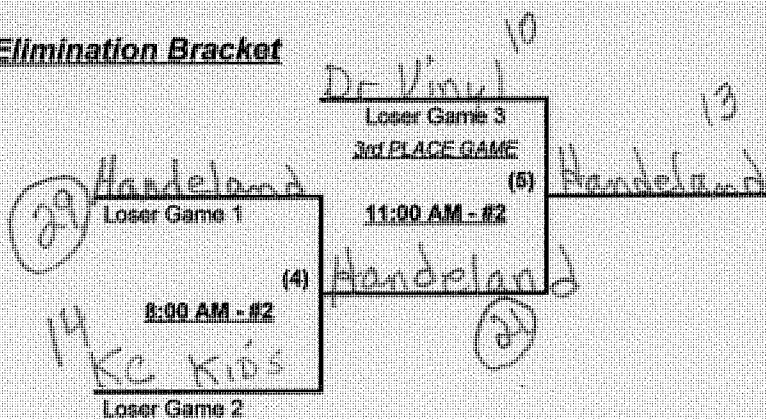 Elimination Bracket
10
Dr Vinyl
Loser Game 3
3rd PLACE GAME
13
(5) Handeland
29 Handeland
Loser Game 1
11:00 AM - #2
(4) Handeland
8:00 AM - #2
21
14
KC KIDS
Loser Game 2